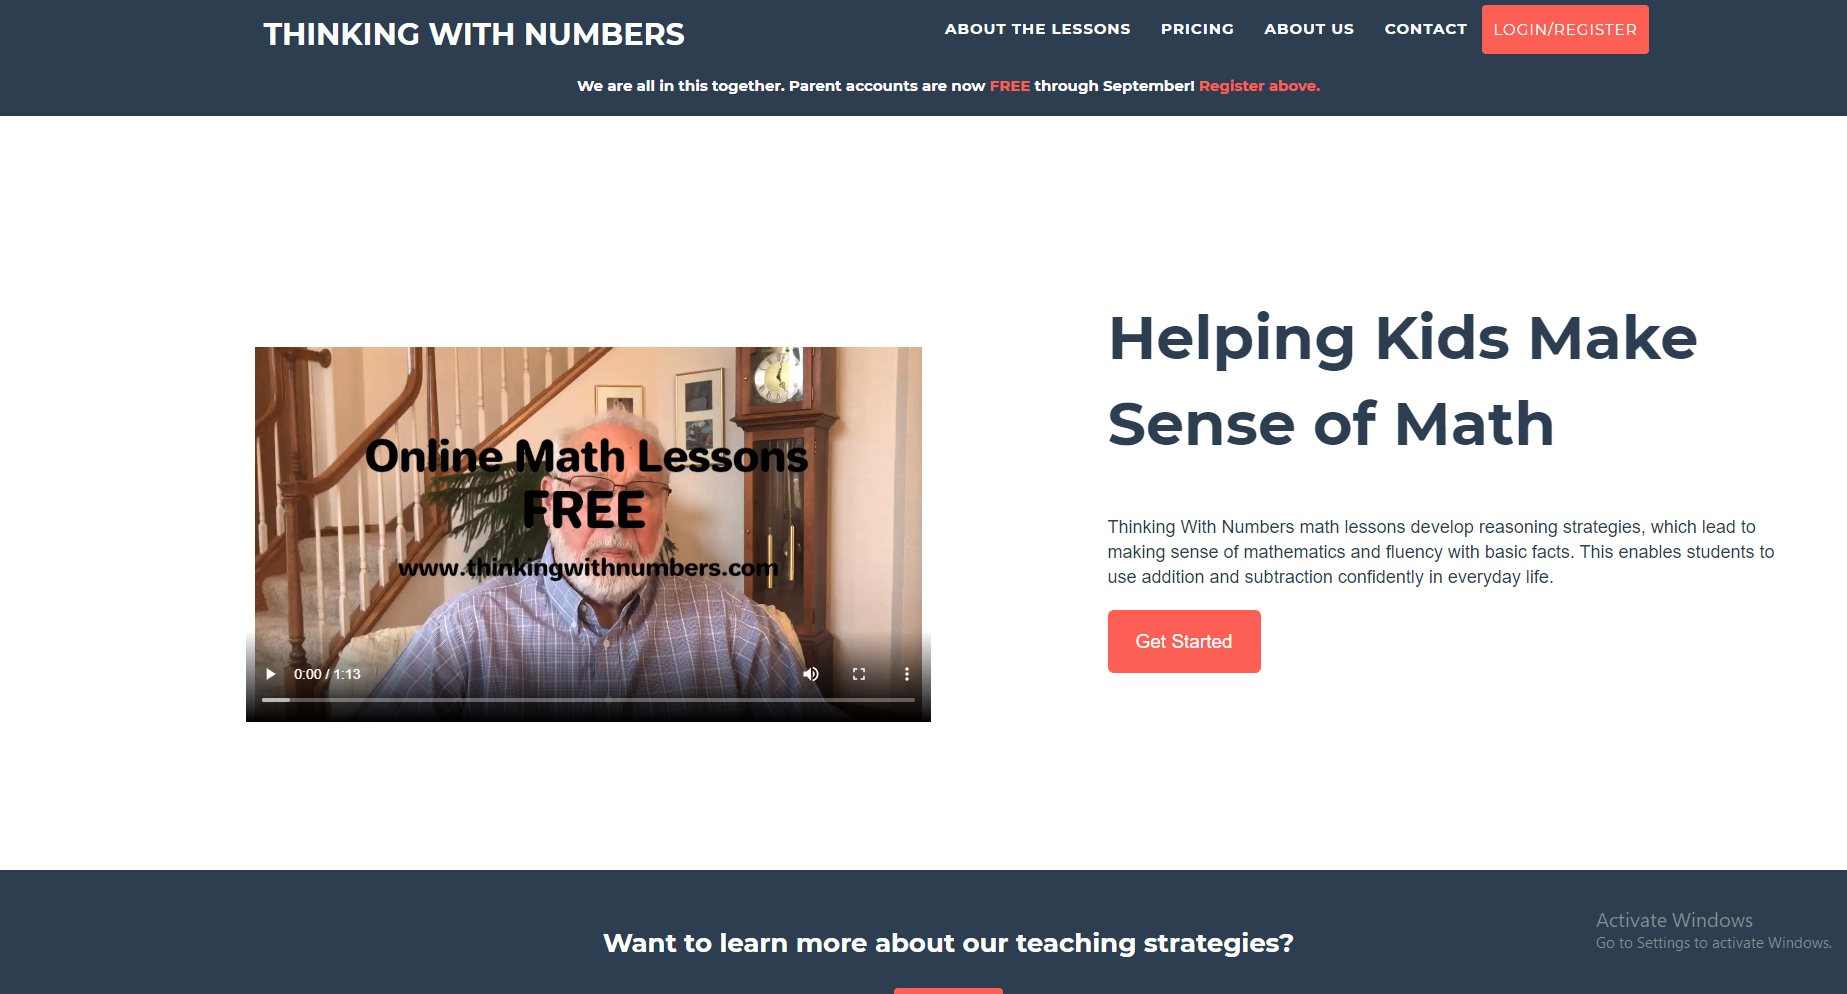 THINKING WITH NUMBERS
ABOUT THE LESSONS PRICING ABOUT US CONTACT LOGIN/REGISTER
We are all in this together. Parent accounts are now FREE through September! Register above.
Online Math Lessons
FREE
www.thinkingwithnumbers.com
0:00 / 1:13
Helping Kids Make
Sense of Math
Thinking With Numbers math lessons develop reasoning strategies, which lead to
making sense of mathematics and fluency with basic facts. This enables students to
use addition and subtraction confidently in everyday life.
Get Started
Want to learn more about our teaching strategies?
Activate Windows
Go to Settings to activate Windows.